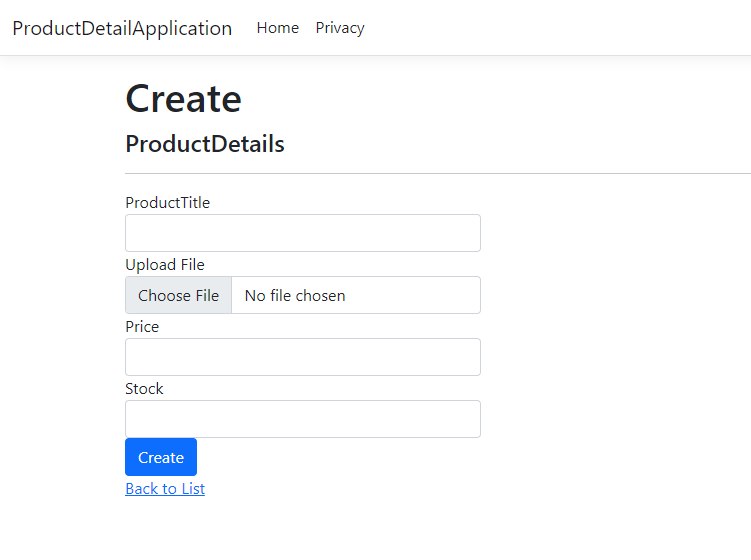 ProductDetailApplication Home Privacy
Create
ProductDetails
ProductTitle
Upload File
Choose File No file chosen
Price
Stock
Create
Back to List